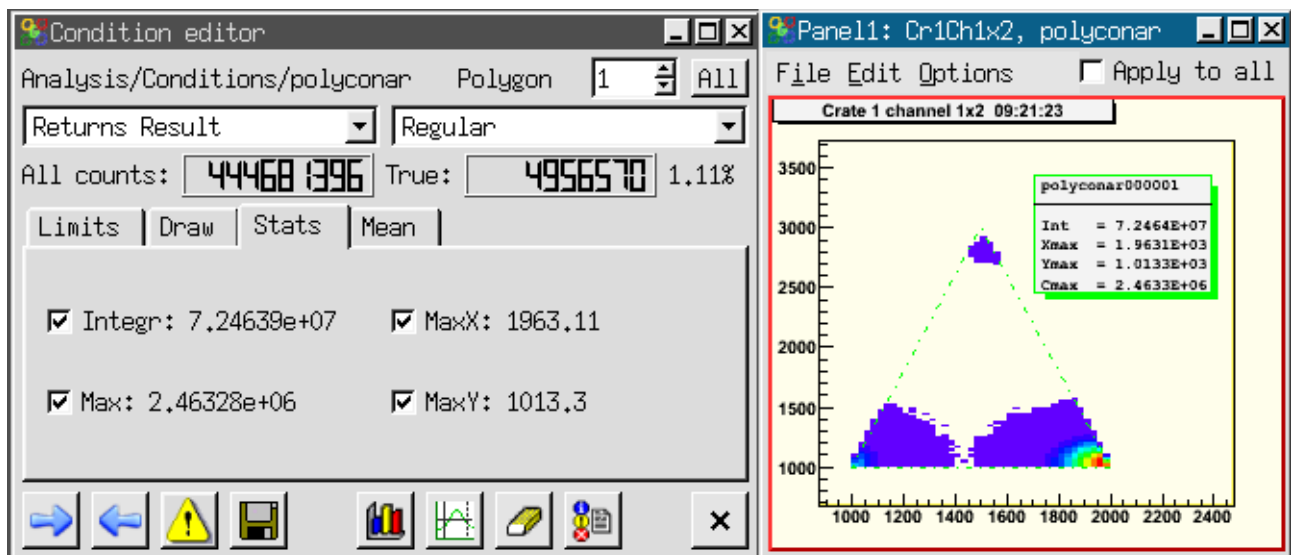 Condition editor
Analysis/Conditions/polyconar Polygon 1 All
Returns Result Regular
All counts: 444681396 True: 4956570 1.11%
Limits Draw Stats Mean
Integr: 7.24639e+07 MaxX: 1963.11
Max: 2.46328e+06 MaxY: 1013.3
Panel1: Cr1Ch1x2, polyconar
File Edit Options Apply to all
Crate 1 channel 1x2 09:21:23
polyconar000001
Int = 7.2464E+07
Xmax = 1.9631E+03
Ymax = 1.0133E+03
Cmax = 2.4633E+06
3500
3000
2500
2000
1500
1000
1000 1200 1400 1600 1800 2000 2200 2400